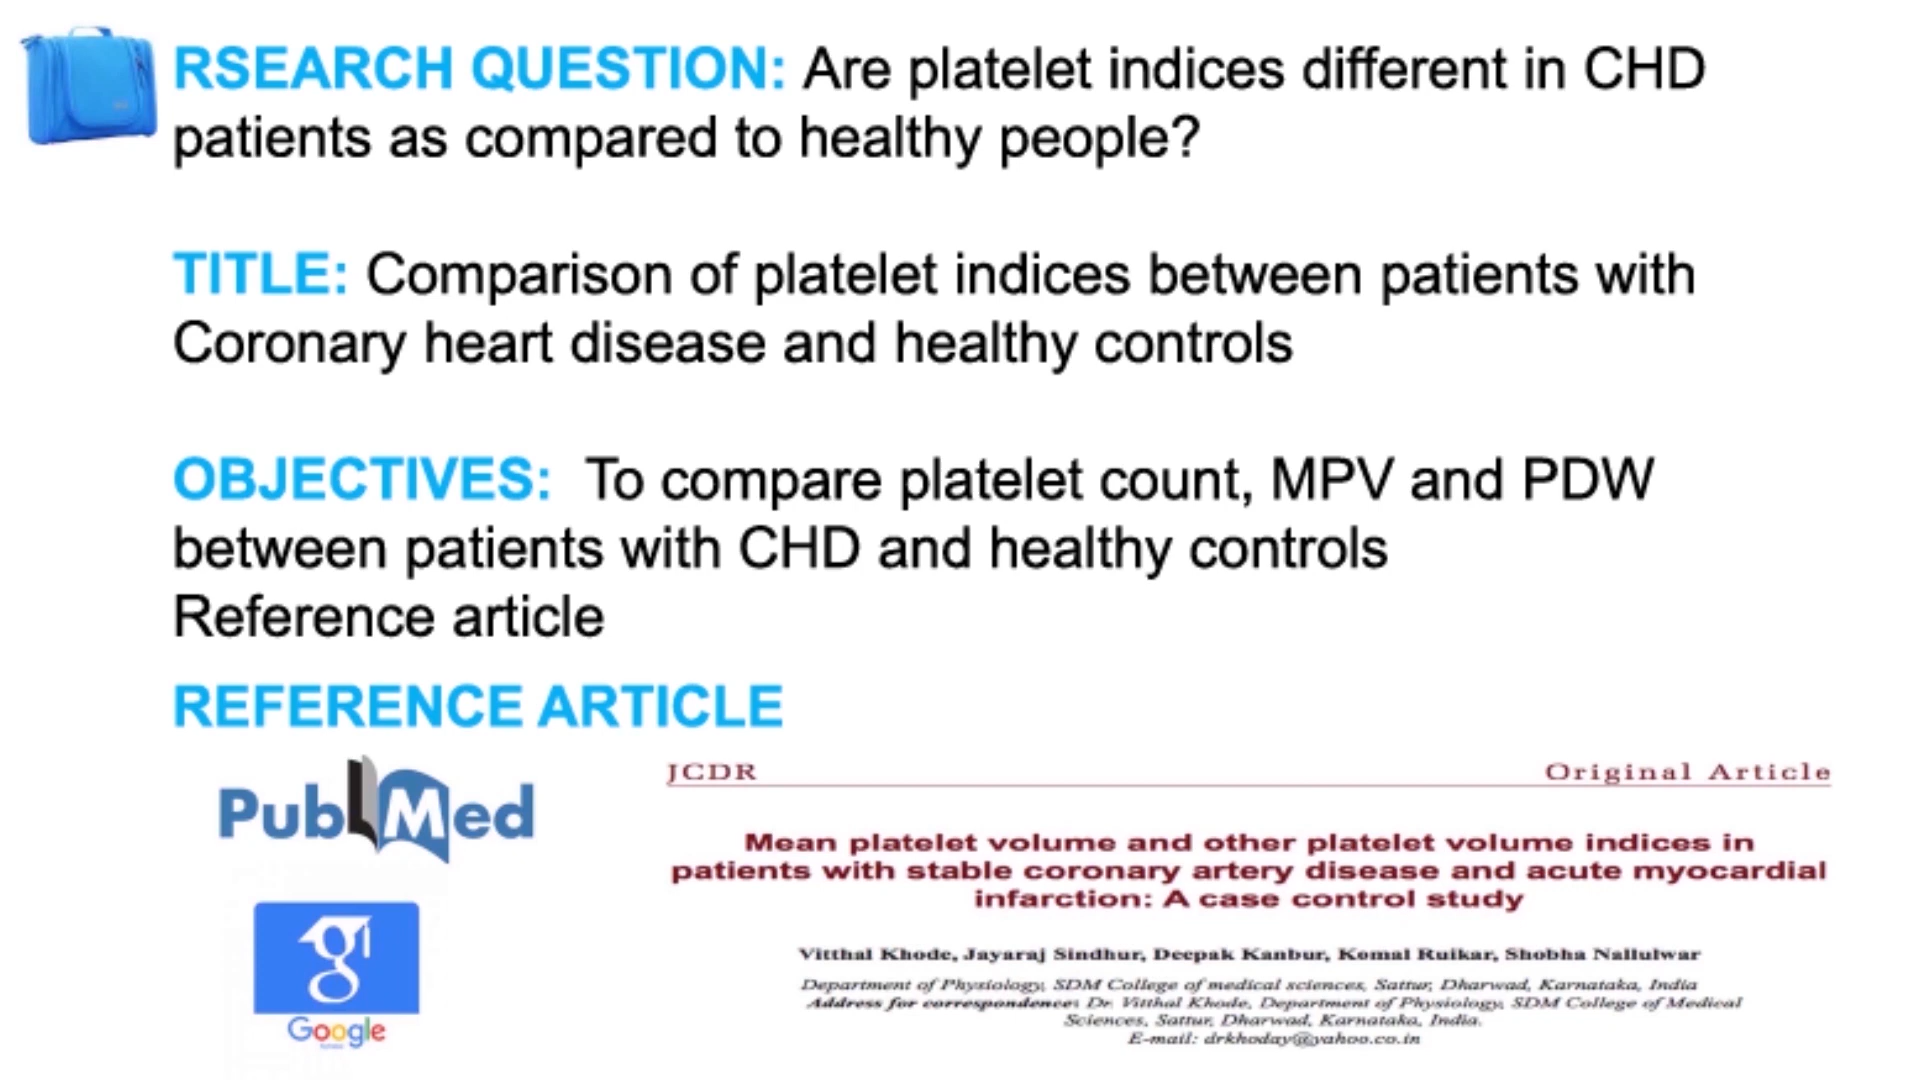 RSEARCH QUESTION: Are platelet indices different in CHD
patients as compared to healthy people?
TITLE: Comparison of platelet indices between patients with
Coronary heart disease and healthy controls
OBJECTIVES: To compare platelet count, MPV and PDW
between patients with CHD and healthy controls
Reference article
REFERENCE ARTICLE
PubMed
JCDR Original Article
Mean platelet volume and other platelet volume indices in
patients with stable coronary artery disease and acute myocardial
infarction: A case control study
Vitthal Khode, Jayaraj Sindhur, Deepak Kanbur, Komal Ruikar, Shobha Nallulwar
Department of Physiology, SDM College of medical sciences, Sattur, Dharwad, Karnataka, India
Address for correspondence: Dr. Vitthal Khode, Department of Physiology, SDM College of Medical
Sciences, Sattur, Dharwad, Karnataka, India.
E-mail: drkhoday@yahoo.co.in
g
Google